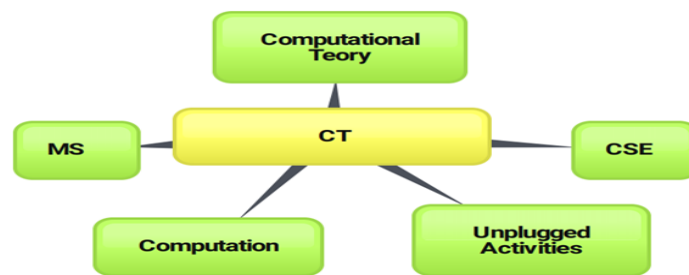 Computational
Teory
CT
MS
CSE
Computation
Unplugged
Activities